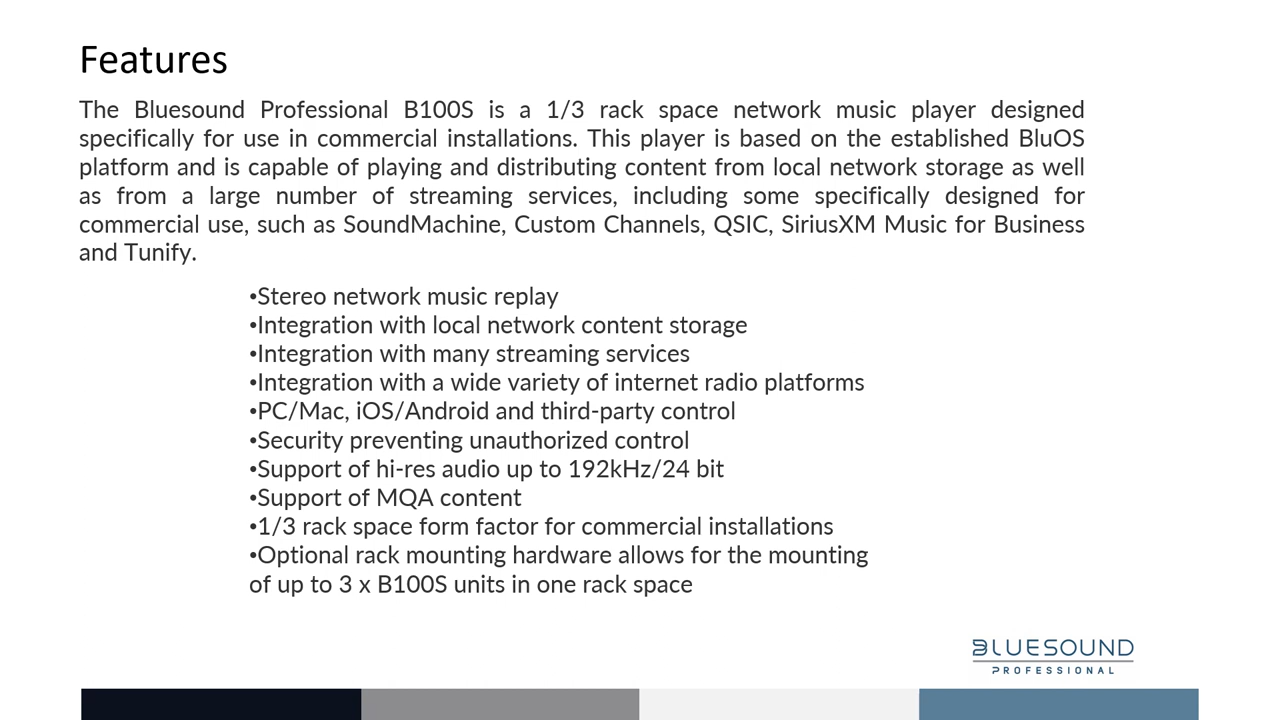 Features
The Bluesound Professional B100S is a 1/3 rack space network music player designed
specifically for use in commercial installations. This player is based on the established BluOS
platform and is capable of playing and distributing content from local network storage as well
as from a large number of streaming services, including some specifically designed for
commercial use, such as SoundMachine, Custom Channels, QSIC, SiriusXM Music for Business
and Tunify.
•Stereo network music replay
•Integration with local network content storage
•Integration with many streaming services
•Integration with a wide variety of internet radio platforms
•PC/Mac, iOS/Android and third-party control
•Security preventing unauthorized control
•Support of hi-res audio up to 192kHz/24 bit
•Support of MQA content
•1/3 rack space form factor for commercial installations
•Optional rack mounting hardware allows for the mounting
of up to 3 x B100S units in one rack space
BLUESOUND
PROFESSIONAL